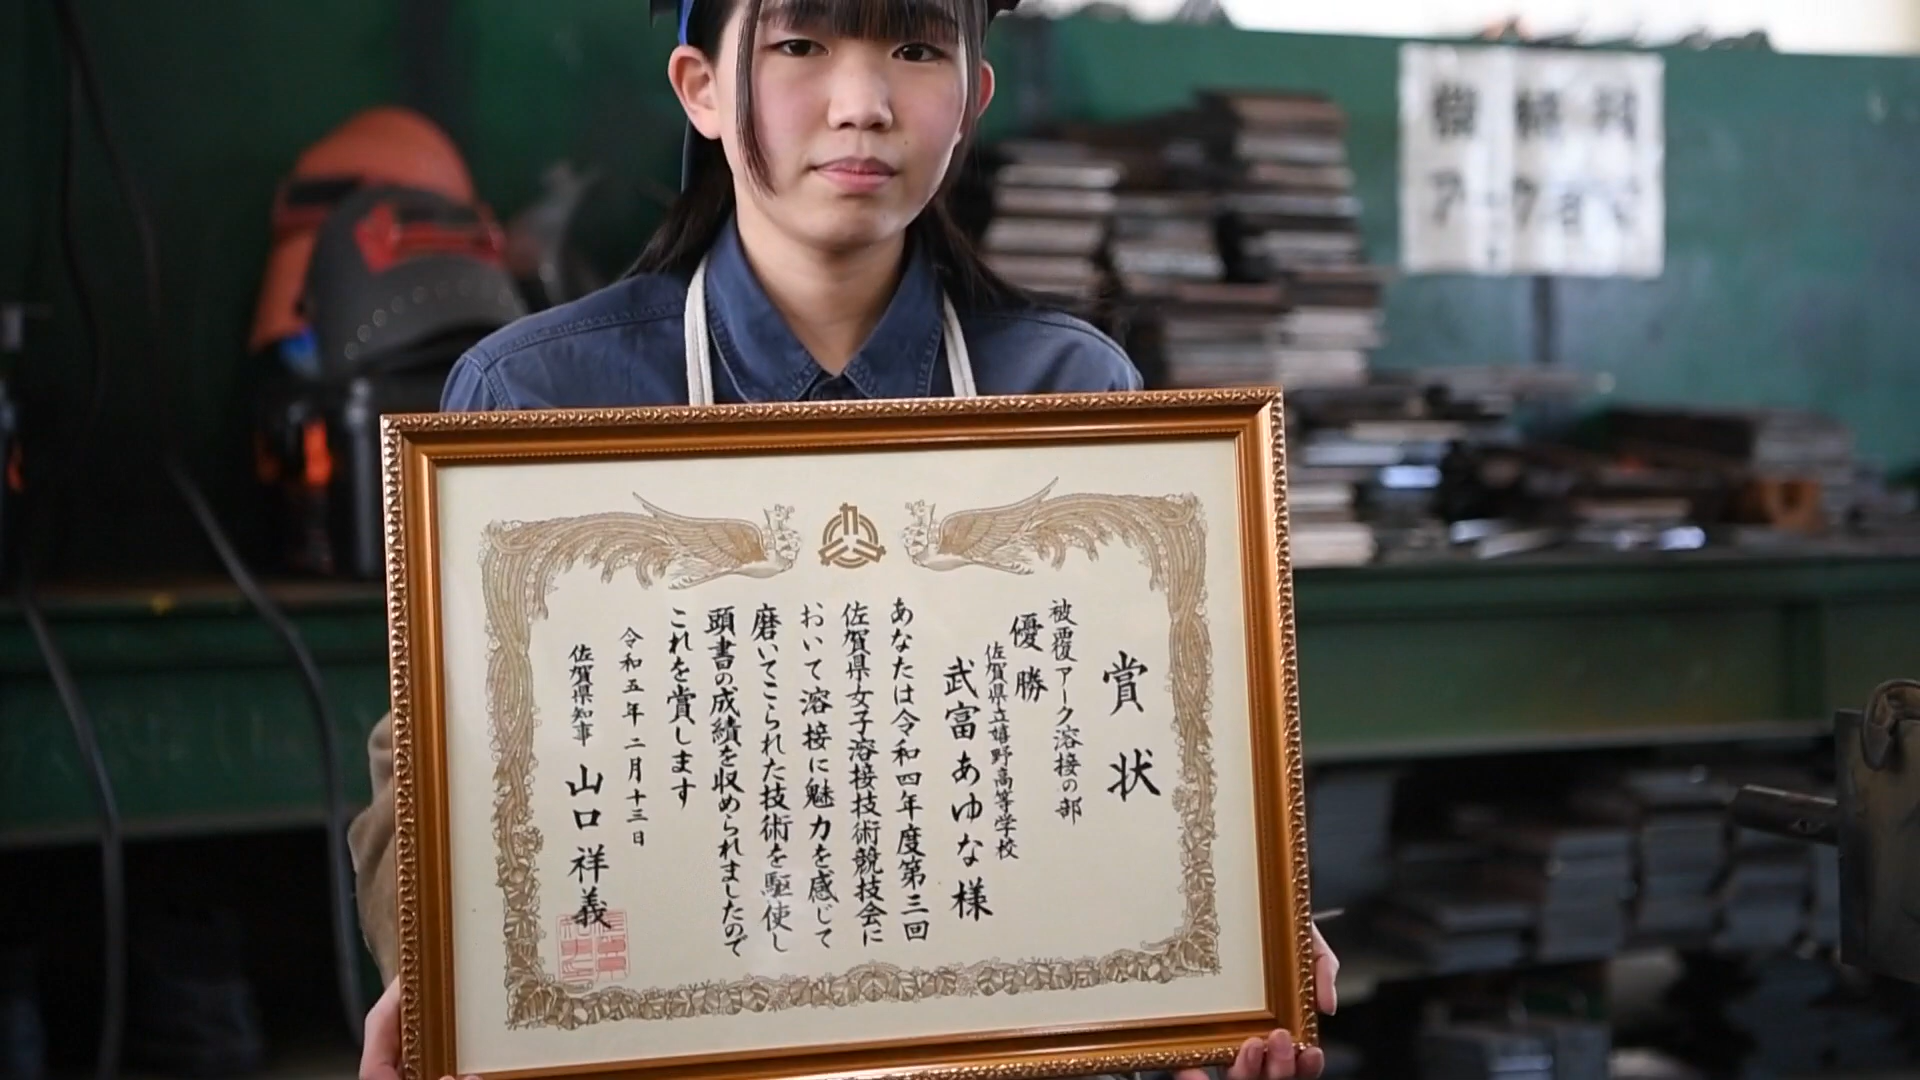 賞状
被覆アーク溶接の部
優勝
佐賀県立嬉野高等学校
武富あゆな様
あなたは令和四年度第三回
佐賀県女子溶接技術競技会に
おいて溶接に魅力を感じて
磨いてこられた技術を駆使し
頭書の成績を収められましたので
これを賞します
令和五年二月十三日
佐賀県知事 山口祥義